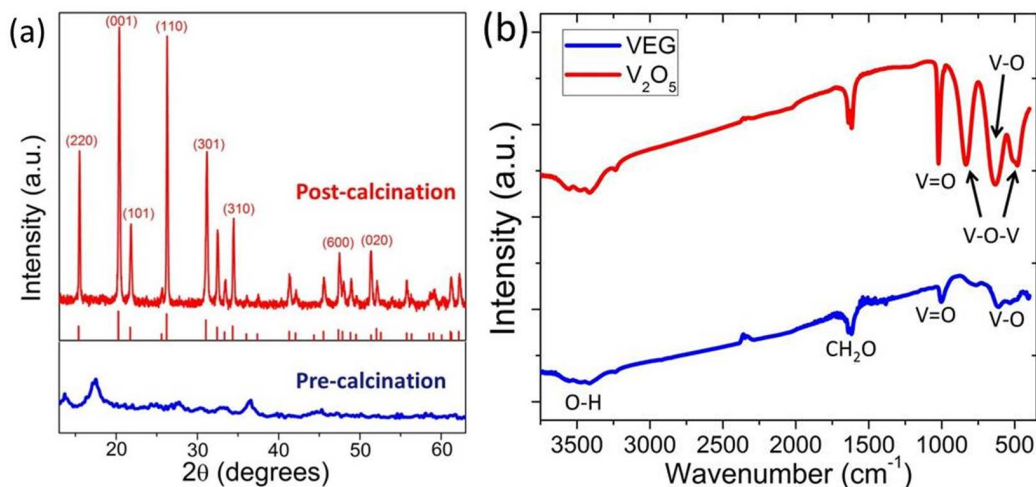 (a)
(001)
(110)
(220)
(301)
(101)
(310)
Post-calcination
(600)
(020)
Pre-calcination
Intensity (a.u.)
20
30
40
50
60
2θ (degrees)
(b)
VEG
V₂O₅
V-O
V=O
V-O-V
V=O
V-O
CH₂O
O-H
Intensity (a.u.)
3500
3000
2500
2000
1500
1000
500
Wavenumber (cm⁻¹)